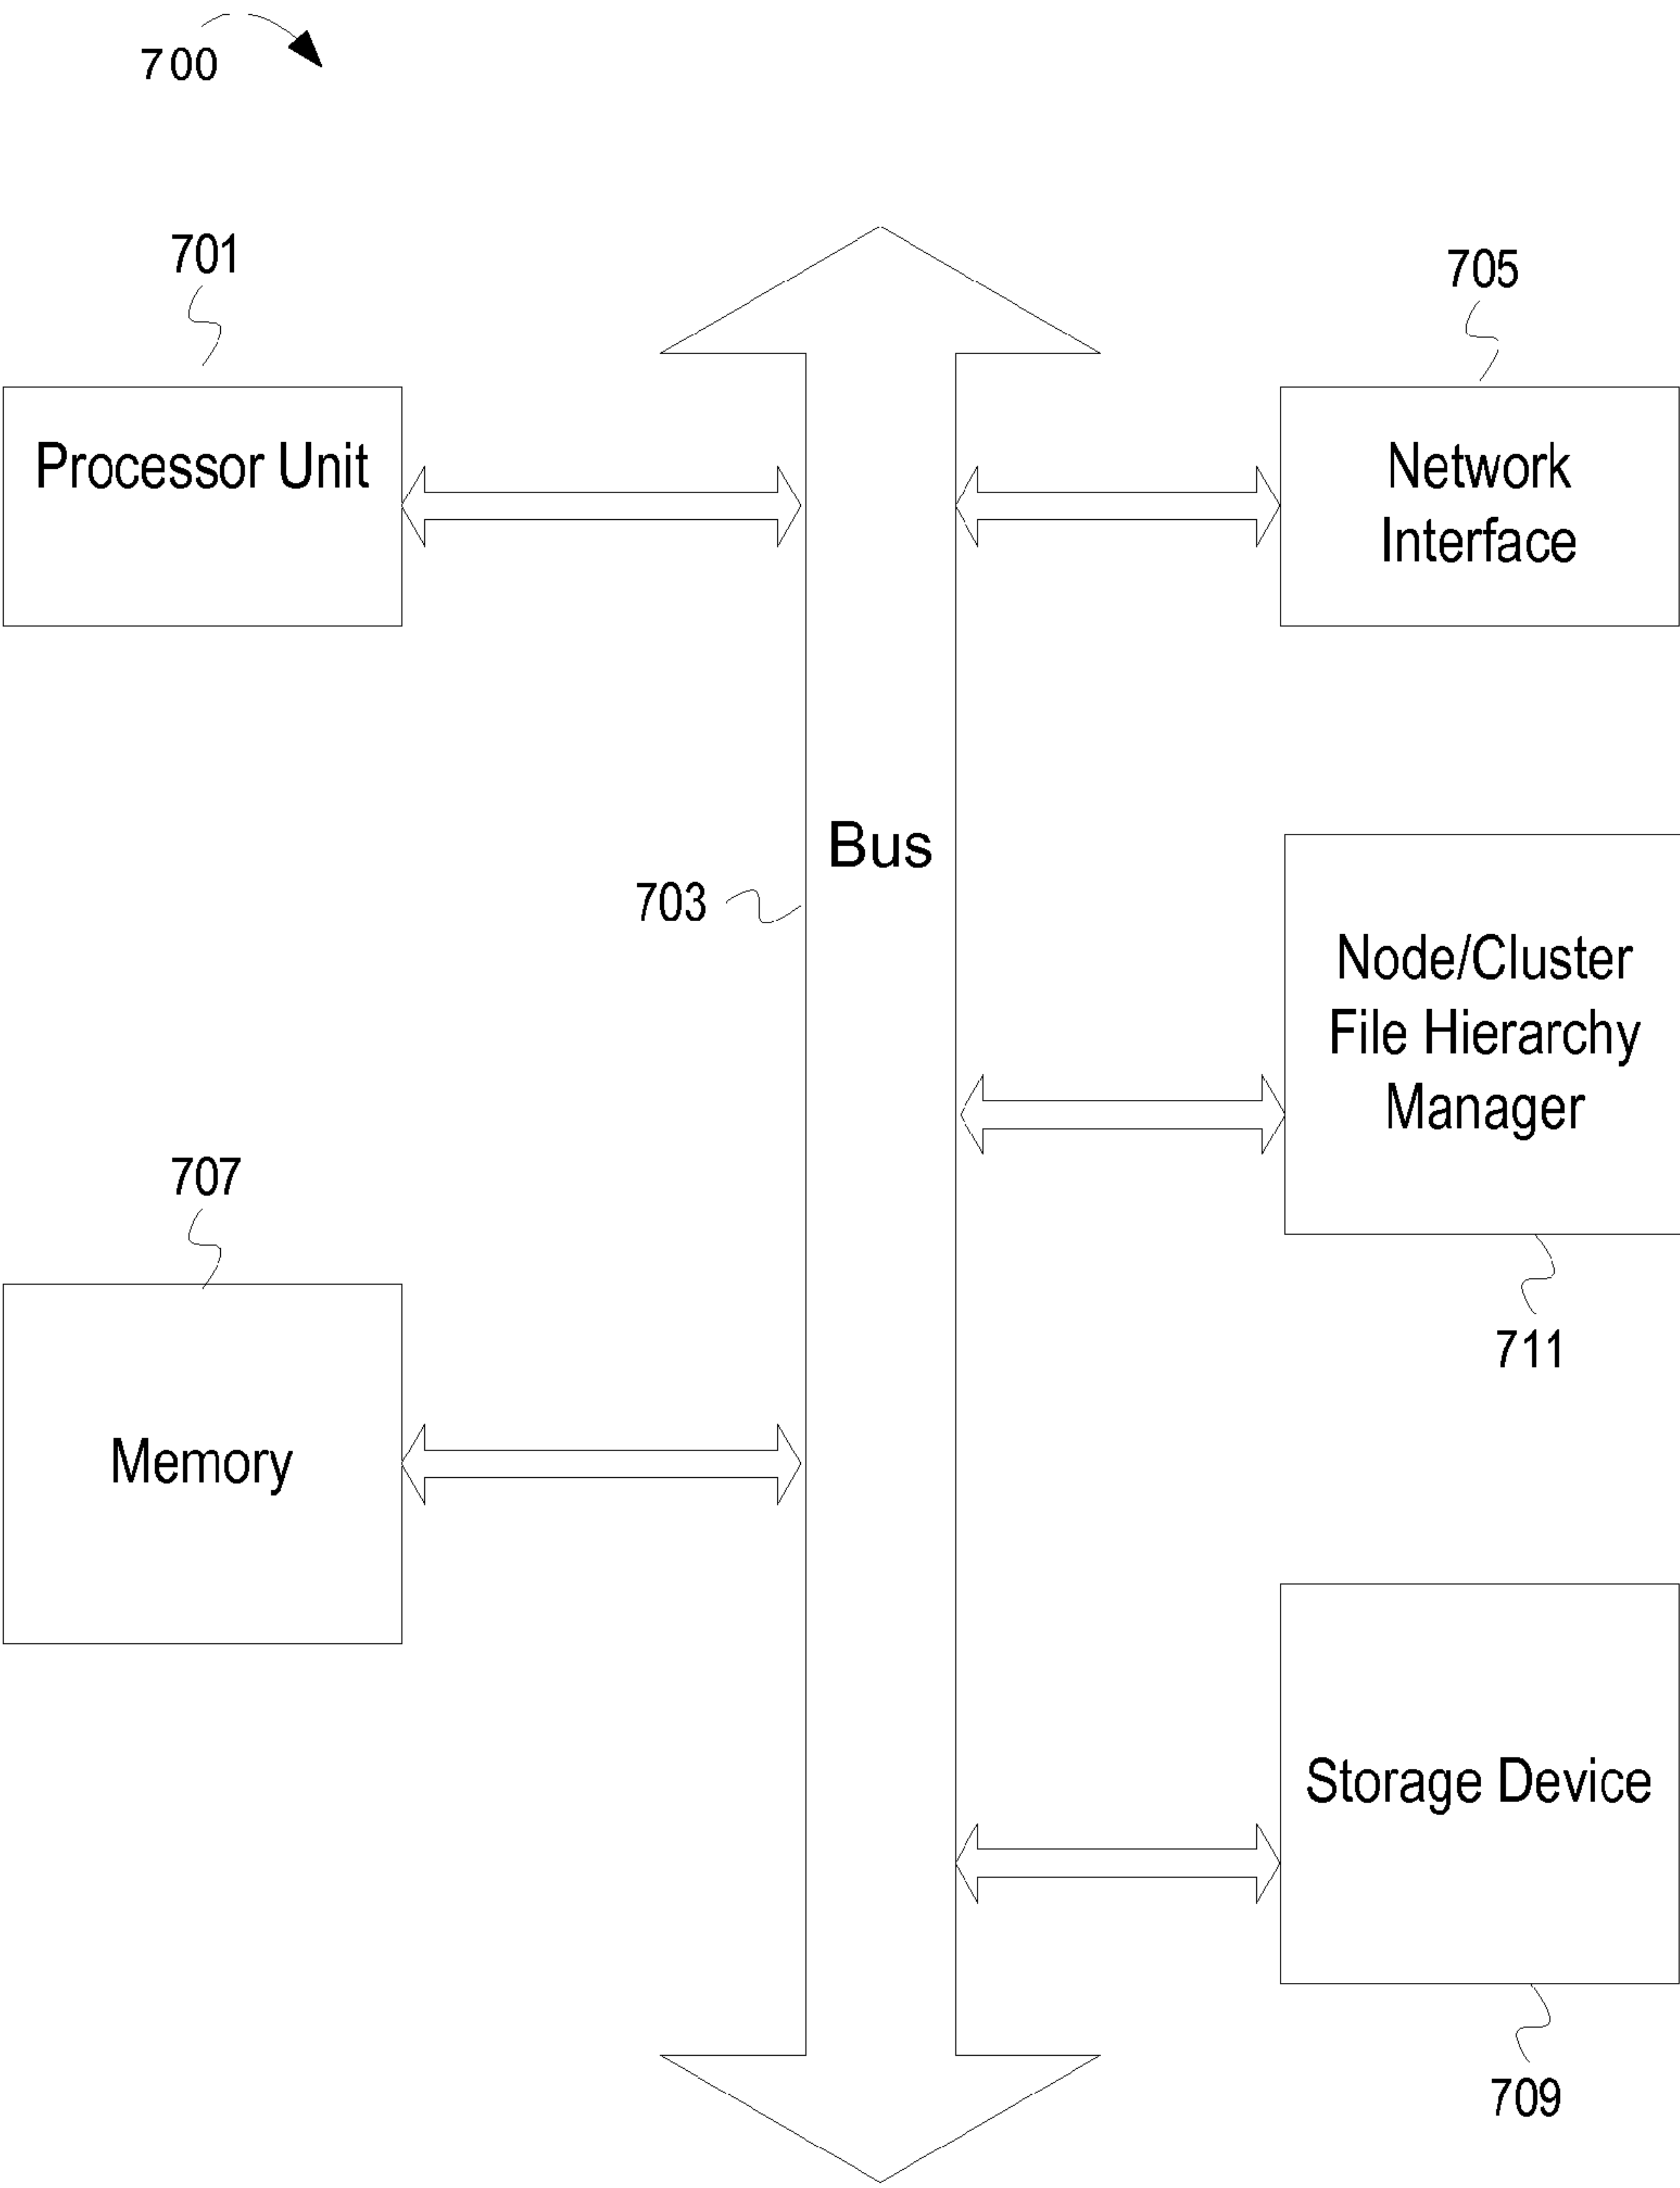 700
701
705
Processor Unit
Network
Interface
Bus
703
Node/Cluster
File Hierarchy
Manager
707
711
Memory
Storage Device
709